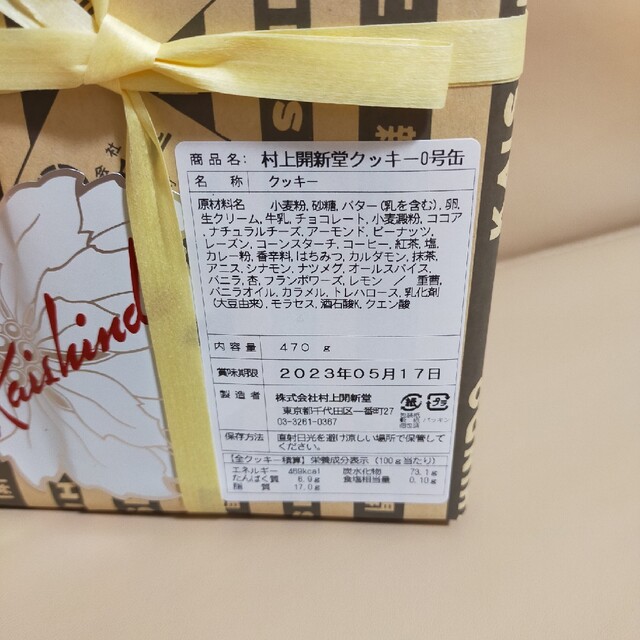 商品名: 村上開新堂クッキー0号缶
名 称 クッキー
原材料名 小麦粉, 砂糖, バター(乳を含む), 卵,
生クリーム, 牛乳, チョコレート, 小麦澱粉, ココア
, ナチュラルチーズ, アーモンド, ピーナッツ,
レーズン, コーンスターチ, コーヒー, 紅茶, 塩,
カレー粉, 香辛料, はちみつ, カルダモン, 抹茶,
アニス, シナモン, ナツメグ, オールスパイス,
バニラ, 杏, フランボワーズ, レモン / 重曹,
バニラオイル, カラメル, トレハロース, 乳化剤
(大豆由来), モラセス, 酒石酸K, クエン酸
内容量 470 g
賞味期限 2023年05月17日
製造者 株式会社村上開新堂
東京都千代田区一番町27
03-3261-0367
紙 プラ
保存方法 直射日光を避け涼しい場所で保管して
ください。
【全クッキー積算】栄養成分表示(100g当たり)
エネルギー 469kcal 炭水化物 73.1g
たんぱく質 6.9g 食塩相当量 0.10g
脂 質 17.0g
Kaishind